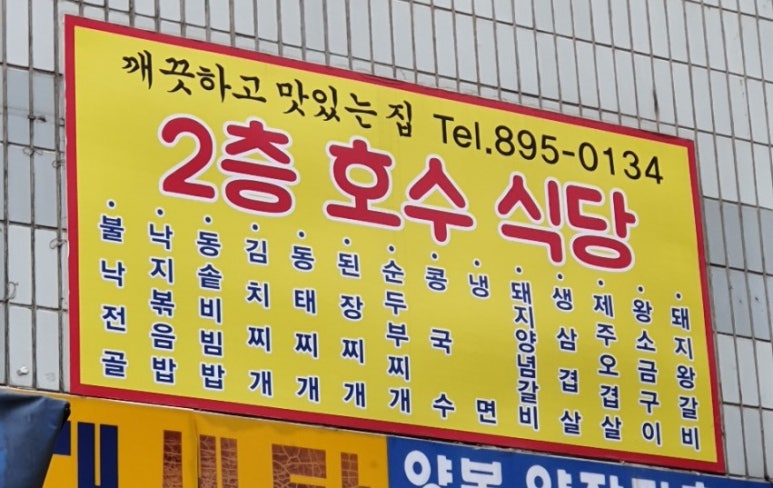 깨끗하고 맛있는 집 Tel.895-0134
2층 호수 식당
·불낙전골
·낙지볶음밥
·동솥비빔밥
·김치찌개
·동태찌개
·된장찌개
·순두부찌개
·콩국수
·냉면
·돼지양념갈비
·생삼겹살
·제주오겹살
·왕소금구이
·돼지왕갈비